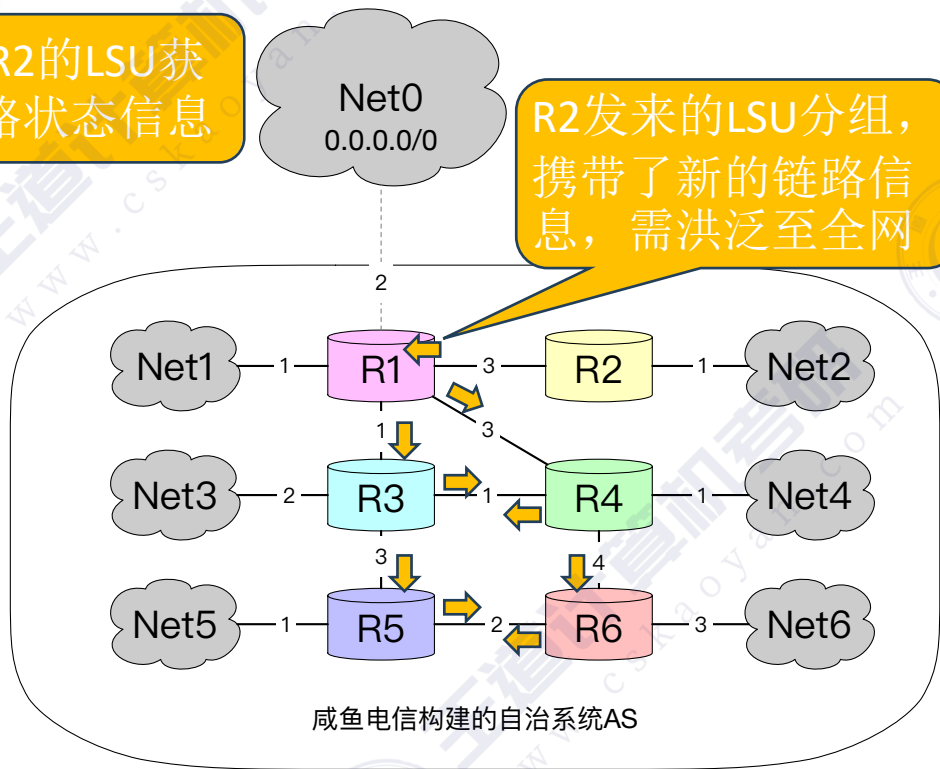 R2的LSU获
路状态信息
Net0
0.0.0.0/0
R2发来的LSU分组，
携带了新的链路信
息，需洪泛至全网
2
Net1
1
R1
3
R2
1
Net2
1
3
Net3
2
R3
1
R4
1
Net4
3
4
Net5
1
R5
2
R6
3
Net6
咸鱼电信构建的自治系统AS